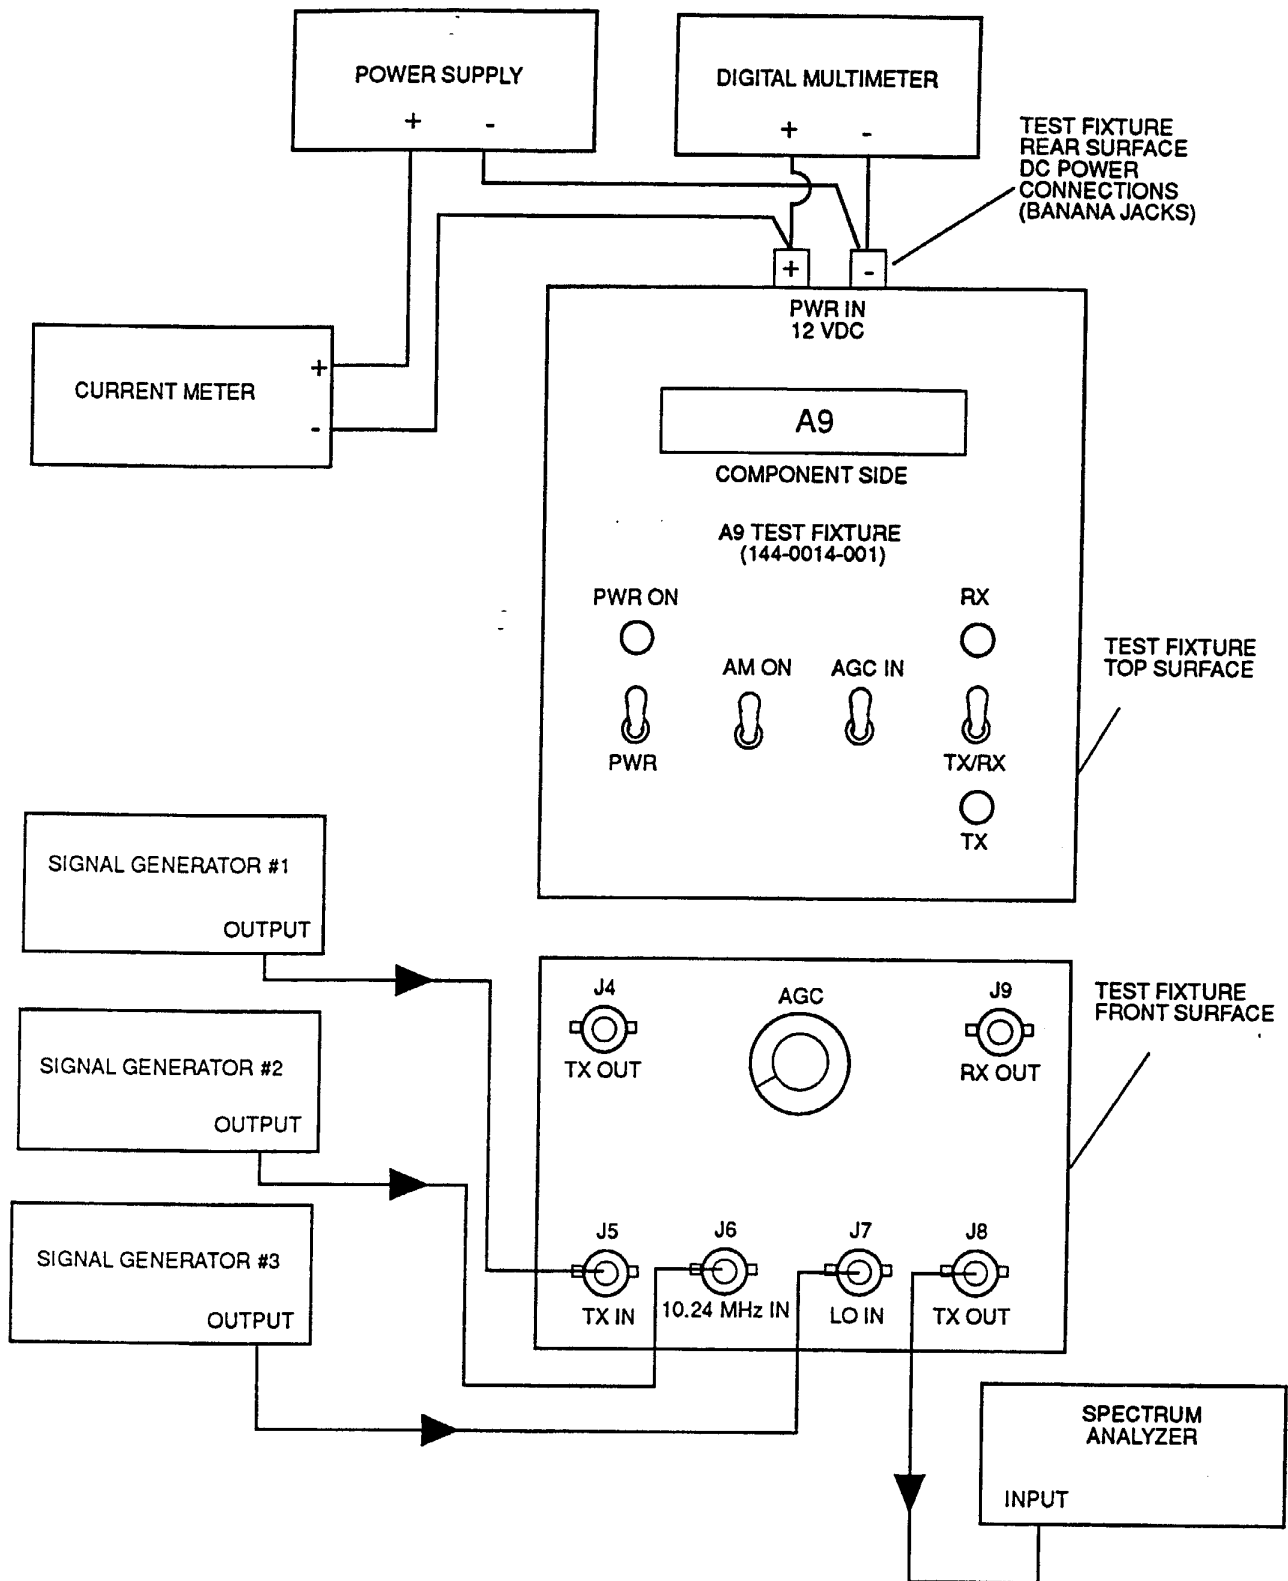 POWER SUPPLY
+ -
DIGITAL MULTIMETER
+ -
TEST FIXTURE
REAR SURFACE
DC POWER
CONNECTIONS
(BANANA JACKS)
+ -
PWR IN
12 VDC
CURRENT METER
+
-
A9
COMPONENT SIDE
A9 TEST FIXTURE
(144-0014-001)
PWR ON
RX
AM ON
AGC IN
PWR
TX/RX
TX
TEST FIXTURE
TOP SURFACE
SIGNAL GENERATOR #1
OUTPUT
SIGNAL GENERATOR #2
OUTPUT
SIGNAL GENERATOR #3
OUTPUT
J4
TX OUT
AGC
J9
RX OUT
TEST FIXTURE
FRONT SURFACE
J5
TX IN
J6
10.24 MHz IN
J7
LO IN
J8
TX OUT
SPECTRUM
ANALYZER
INPUT